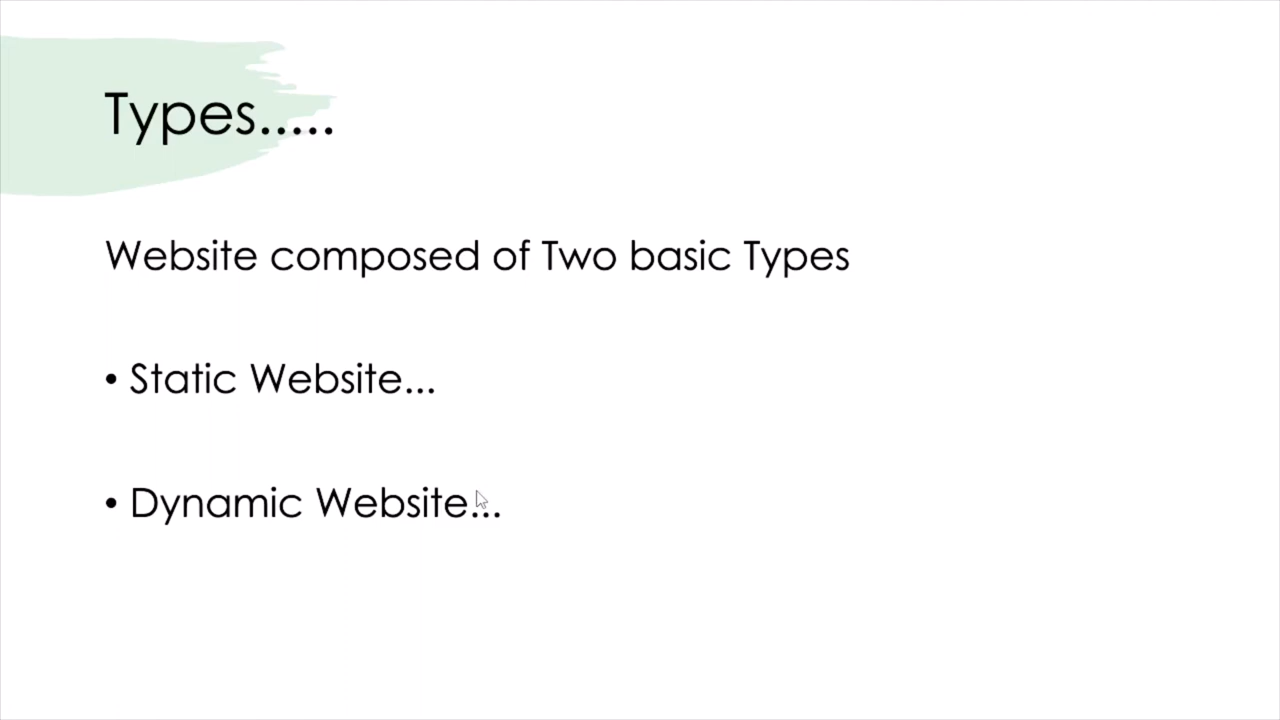 Types.....
Website composed of Two basic Types
• Static Website...
• Dynamic Website...